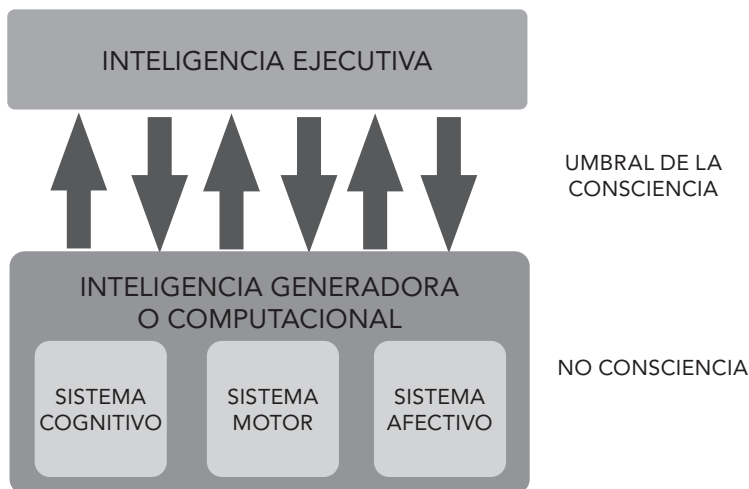 INTELIGENCIA EJECUTIVA
UMBRAL DE LA
CONSCIENCIA
INTELIGENCIA GENERADORA
O COMPUTACIONAL
SISTEMA
COGNITIVO
SISTEMA
MOTOR
SISTEMA
AFECTIVO
NO CONSCIENCIA